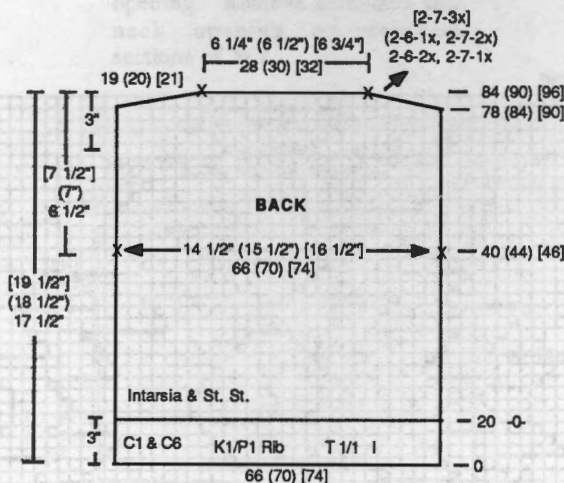 [2-7-3x]
6 1/4" (6 1/2") [6 3/4"]
(2-6-1x, 2-7-2x)
28 (30) [32]
2-6-2x, 2-7-1x
19 (20) [21]
84 (90) [96]
78 (84) [90]
3"
[7 1/2"]
(7")
6 1/2"
BACK
14 1/2" (15 1/2") [16 1/2"]
66 (70) [74]
40 (44) [46]
[19 1/2"]
(18 1/2")
17 1/2"
Intarsia & St. St.
20 -0-
3"
C1 & C6 K1/P1 Rib T 1/1 I
0
66 (70) [74]